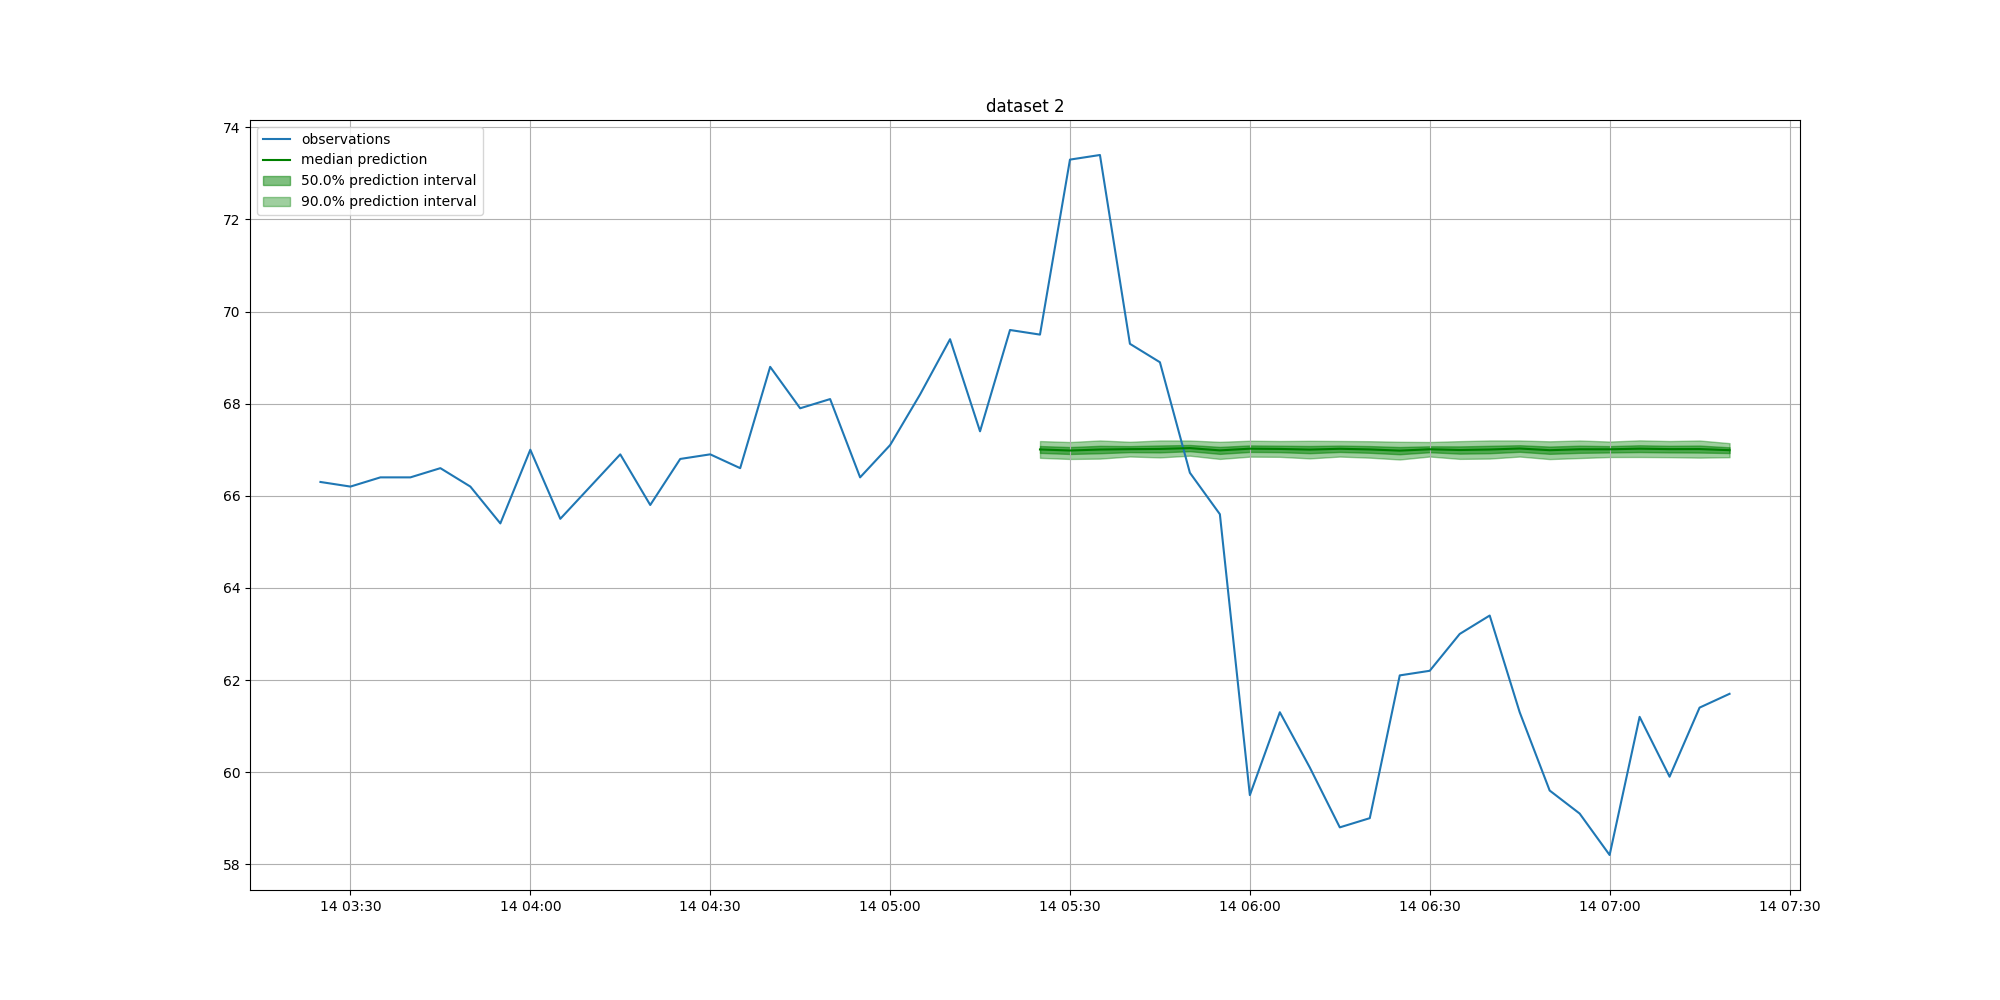 dataset 2
74
observations
median prediction
50.0% prediction interval
90.0% prediction interval
72
70
68
66
64
62
60
58
14 03:30 14 04:00 14 04:30 14 05:00 14 05:30 14 06:00 14 06:30 14 07:00 14 07:30